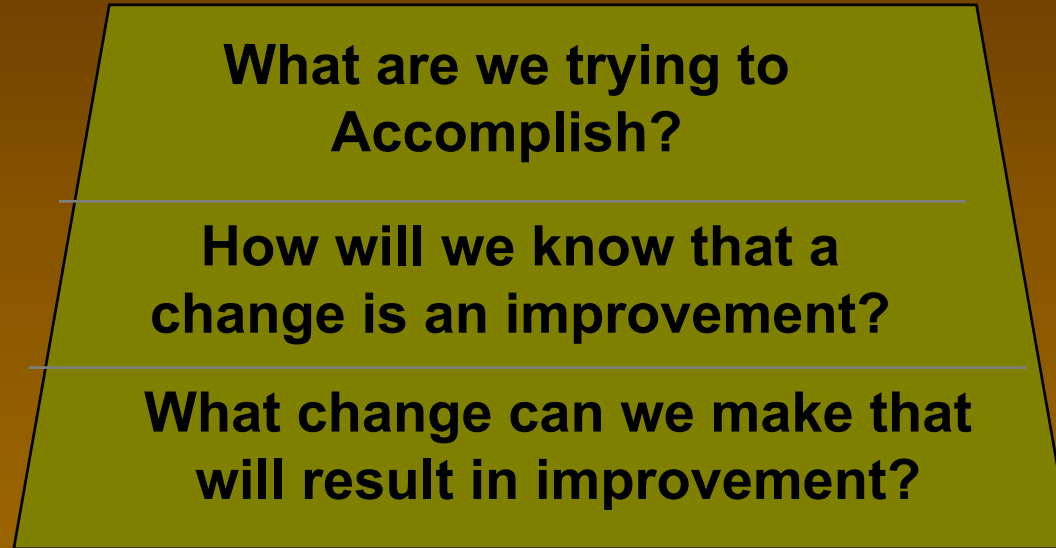 What are we trying to
Accomplish?
How will we know that a
change is an improvement?
What change can we make that
will result in improvement?